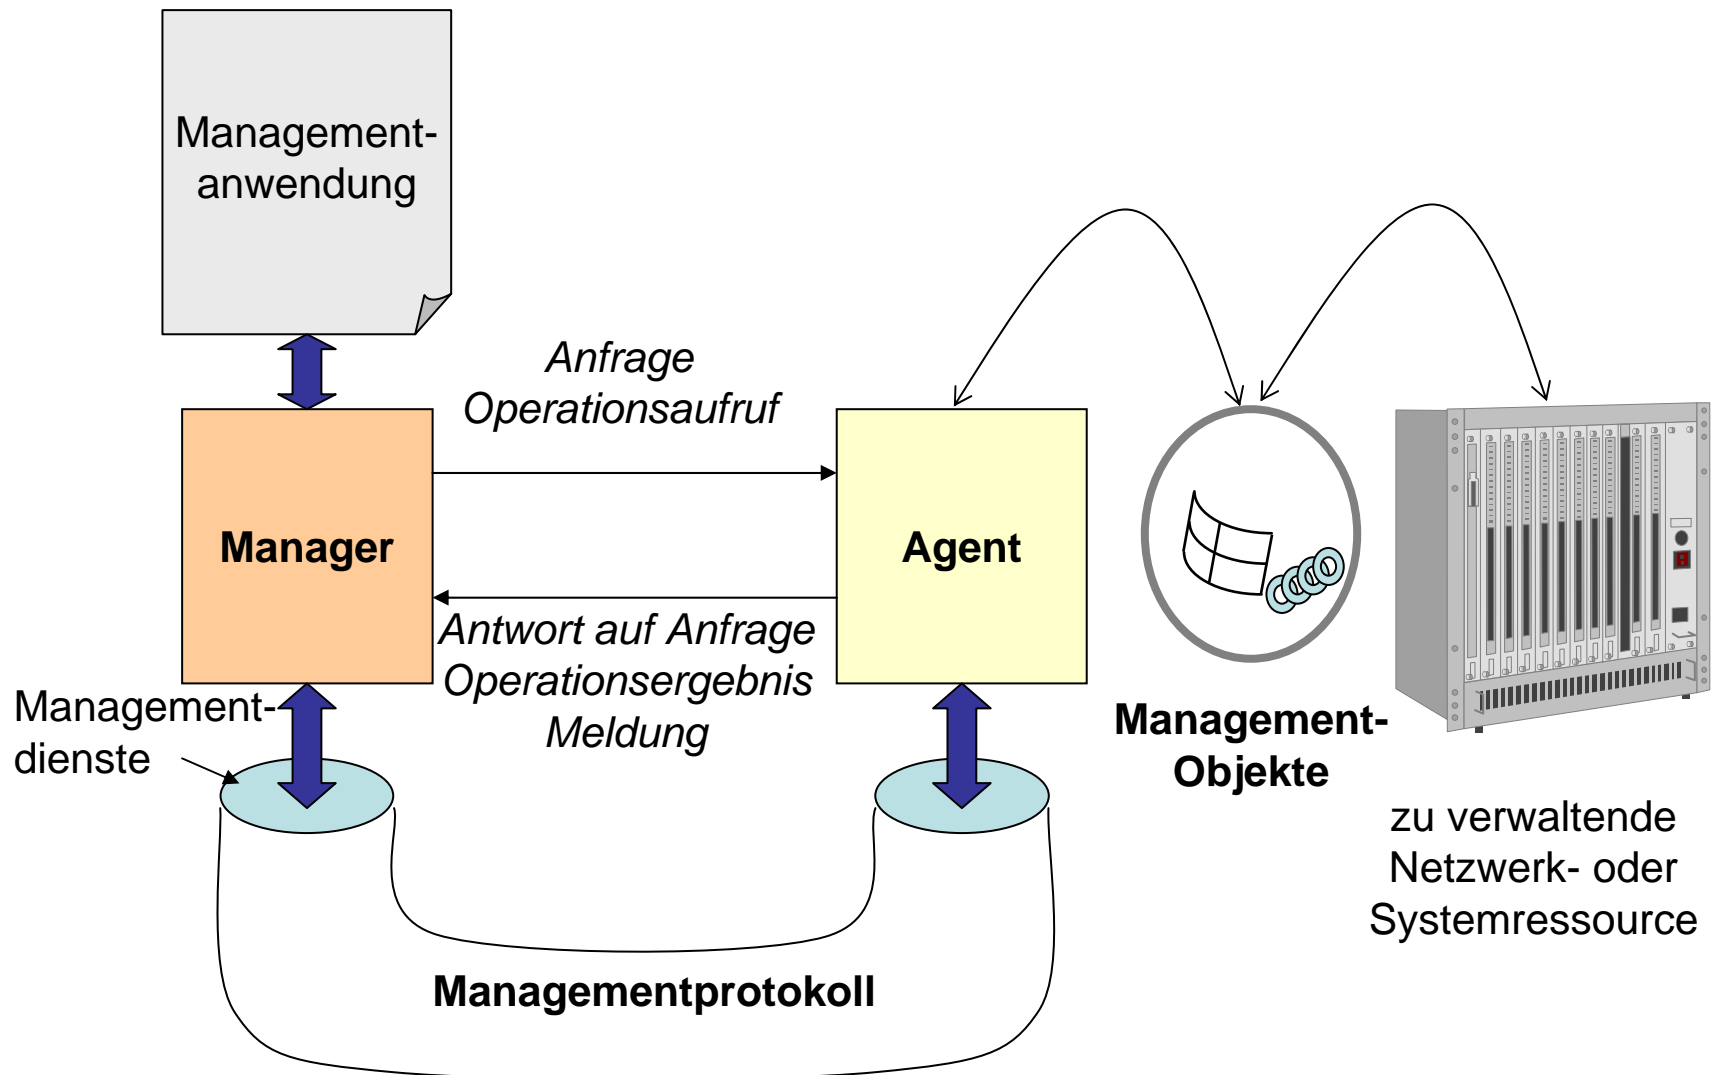 Management-
anwendung
Anfrage
Operationsaufruf
Manager
Agent
Antwort auf Anfrage
Operationsergebnis
Meldung
Management-
dienste
Management-
Objekte
zu verwaltende
Netzwerk- oder
Systemressource
Managementprotokoll